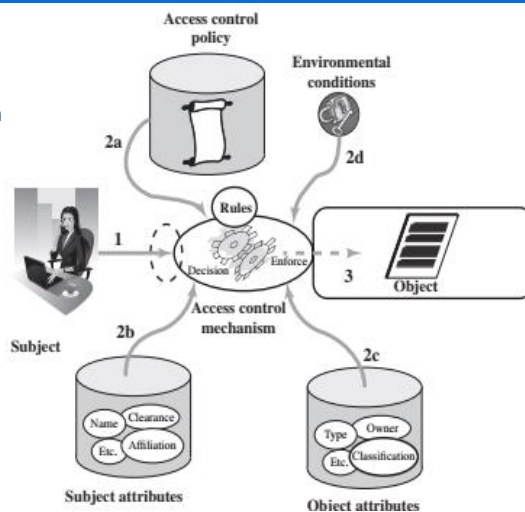 Access control
policy
Environmental
conditions
2a
2d
Rules
1
Decision
Enforce
3
Object
Access control
mechanism
Subject
2b
2c
Name
Clearance
Etc.
Affiliation
Subject attributes
Type
Owner
Etc.
Classification
Object attributes